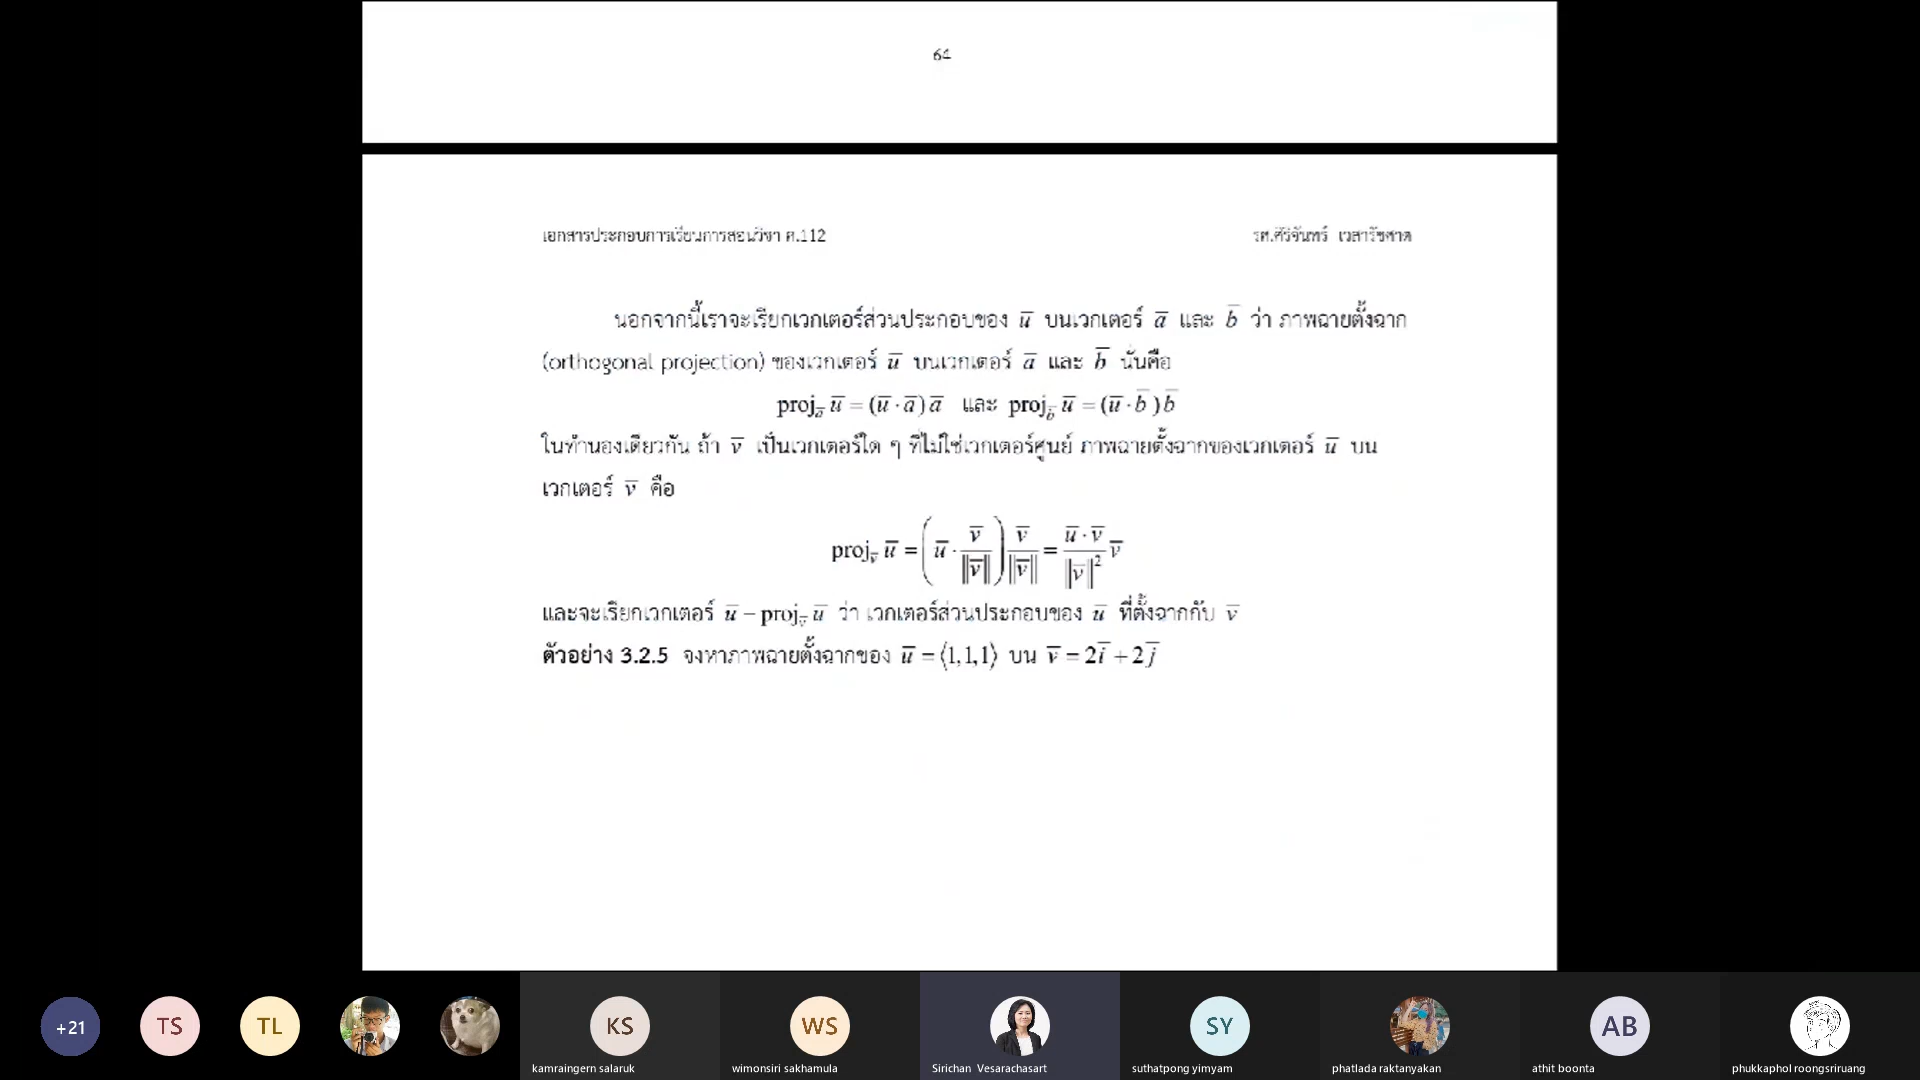 64
เอกสารประกอบการเรียนการสอนวิชา ค.112 รศ.ศิริจันทร์ เวสารัชศาต
นอกจากนี้เราจะเรียกเวกเตอร์ส่วนประกอบของ u̅ บนเวกเตอร์ a̅ และ b̅ ว่า ภาพฉายตั้งฉาก
(orthogonal projection) ของเวกเตอร์ u̅ บนเวกเตอร์ a̅ และ b̅ นั่นคือ
proj_a̅ u̅ = (u̅ · a̅) a̅ และ proj_b̅ u̅ = (u̅ · b̅) b̅
ในทำนองเดียวกัน ถ้า v̅ เป็นเวกเตอร์ใด ๆ ที่ไม่ใช่เวกเตอร์ศูนย์ ภาพฉายตั้งฉากของเวกเตอร์ u̅ บน
เวกเตอร์ v̅ คือ
proj_v̅ u̅ = (u̅ · v̅/‖v̅‖) v̅/‖v̅‖ = (u̅ · v̅)/‖v̅‖² v̅
และจะเรียกเวกเตอร์ u̅ − proj_v̅ u̅ ว่า เวกเตอร์ส่วนประกอบของ u̅ ที่ตั้งฉากกับ v̅
ตัวอย่าง 3.2.5 จงหาภาพฉายตั้งฉากของ u̅ = ⟨1,1,1⟩ บน v̅ = 2i̅ + 2j̅
+21 TS TL KS WS SY AB
kamraingern salaruk wimonsiri sakhamula Sirichan Vesarachasart suthatpong yimyam phatlada raktanyakan athit boonta phukkaphol roongsriruang